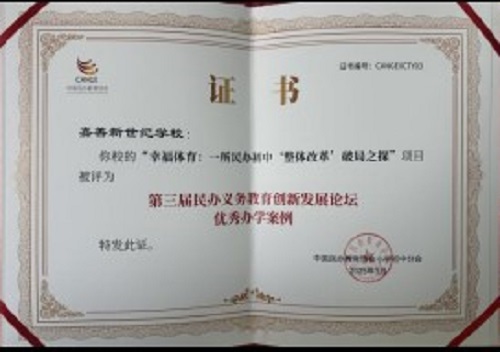 CANGE
证书编号：
证书
嘉善新世纪学校：
你校的“幸福体育：一所民办初中‘整体改革’破局之探”项目
被评为
第三届民办义务教育创新发展论坛
优秀办学案例
特发此证。